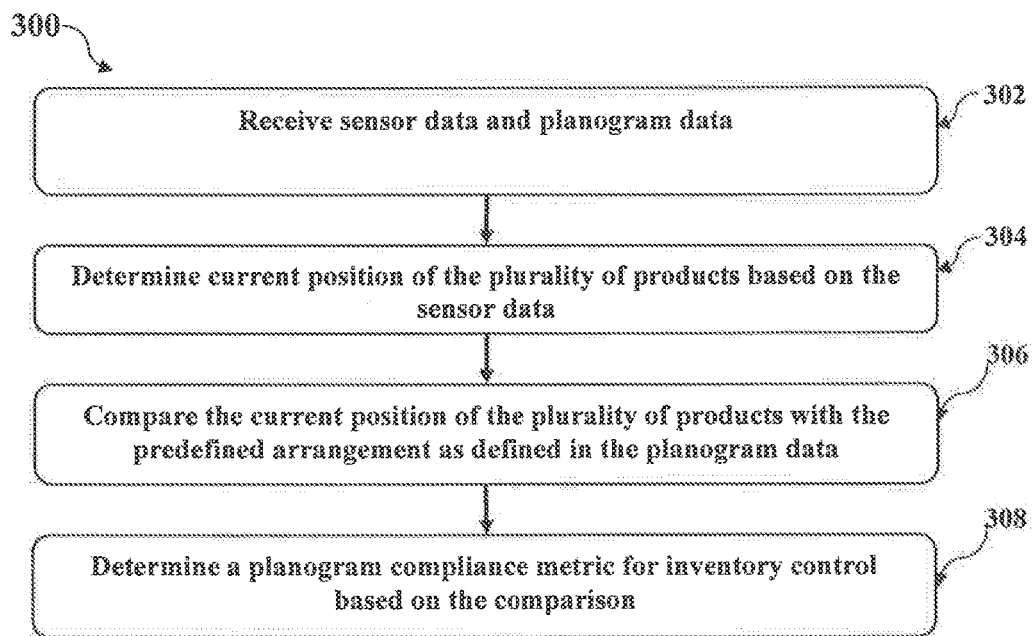 300
302
Receive sensor data and planogram data
304
Determine current position of the plurality of products based on the
sensor data
306
Compare the current position of the plurality of products with the
predefined arrangement as defined in the planogram data
308
Determine a planogram compliance metric for inventory control
based on the comparison